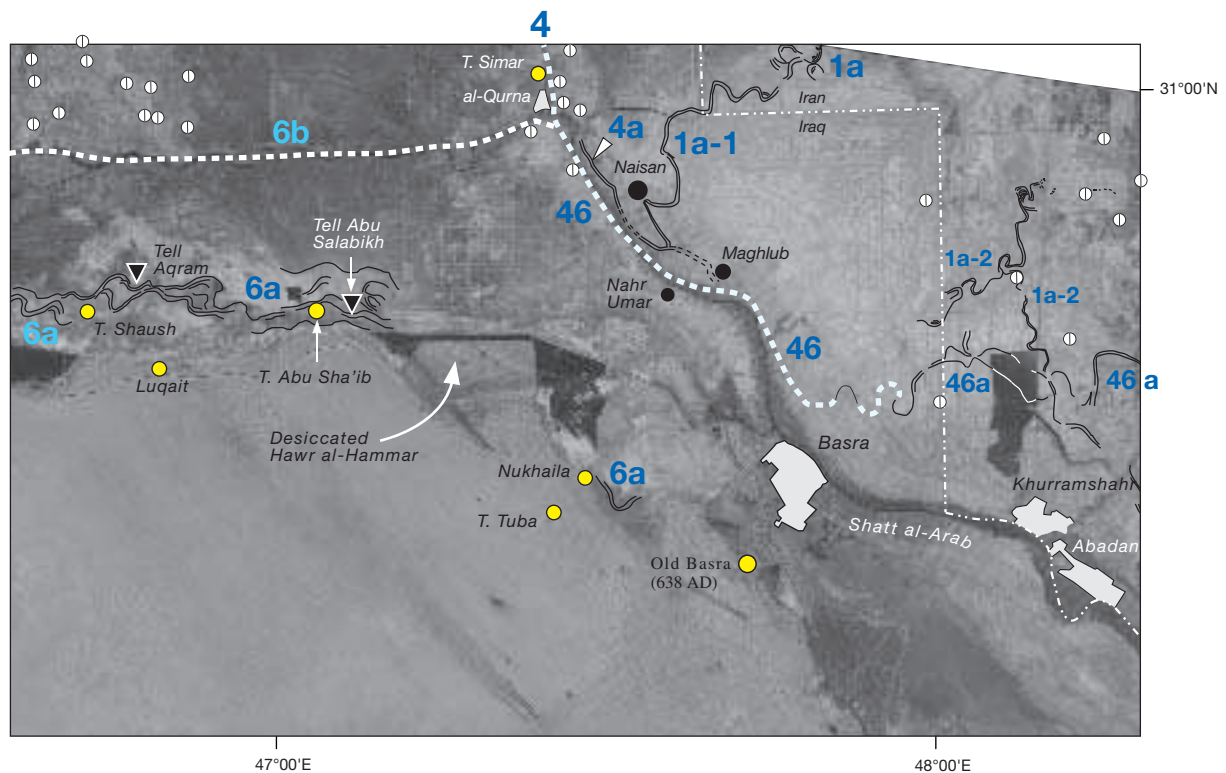 4
T. Simar
1a
31°00'N
al-Qurna
Iran
4a
1a-1
Iraq
6b
Naisan
46
Tell Abu
Salabikh
Tell
Aqram
Maghlub
1a-2
6a
Nahr
Umar
1a-2
6a
T. Shaush
46
T. Abu Sha'ib
Luqait
46a
46 a
Desiccated
Hawr al-Hammar
Basra
Nukhaila
6a
Khurramshahr
T. Tuba
Shatt al-Arab
Abadan
Old Basra
(638 AD)
47°00'E
48°00'E